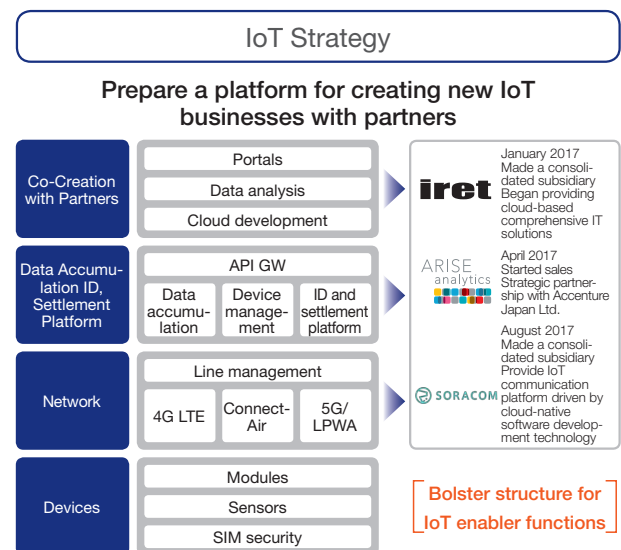 IoT Strategy
Prepare a platform for creating new IoT
businesses with partners
Co-Creation
with Partners
Portals
Data analysis
Cloud development
iret
January 2017
Made a consoli-
dated subsidiary
Began providing
cloud-based
comprehensive IT
solutions
Data Accumu-
lation ID,
Settlement
Platform
API GW
Data
accumu-
lation
Device
manage-
ment
ID and
settlement
platform
ARISE
analytics
April 2017
Started sales
Strategic partner-
ship with Accenture
Japan Ltd.
Network
Line management
4G LTE
Connect-
Air
5G/
LPWA
SORACOM
August 2017
Made a consoli-
dated subsidiary
Provide IoT
communication
platform driven by
cloud-native
software develop-
ment technology
Devices
Modules
Sensors
SIM security
Bolster structure for
IoT enabler functions